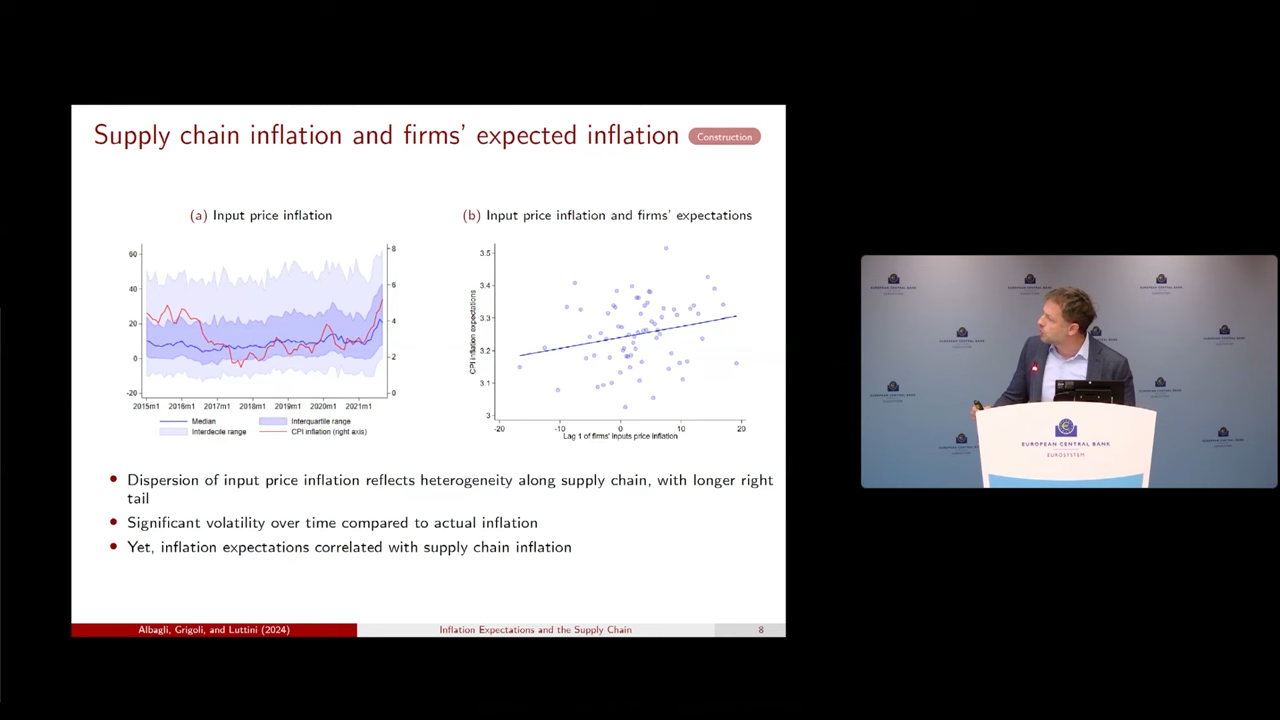 Supply chain inflation and firms' expected inflation
Construction
(a) Input price inflation
(b) Input price inflation and firms' expectations
60
40
20
0
-20
8
6
4
2
0
2015m1 2016m1 2017m1 2018m1 2019m1 2020m1 2021m1
Median
Interquartile range
Interdecile range
CPI inflation (right axis)
CPI inflation expectations
3.5
3.4
3.3
3.2
3.1
3
-20 -10 0 10 20
Lag 1 of firms' inputs price inflation
• Dispersion of input price inflation reflects heterogeneity along supply chain, with longer right
tail
• Significant volatility over time compared to actual inflation
• Yet, inflation expectations correlated with supply chain inflation
Albagli, Grigoli, and Luttini (2024)
Inflation Expectations and the Supply Chain
8
EUROPEAN CENTRAL BANK
EUROSYSTEM